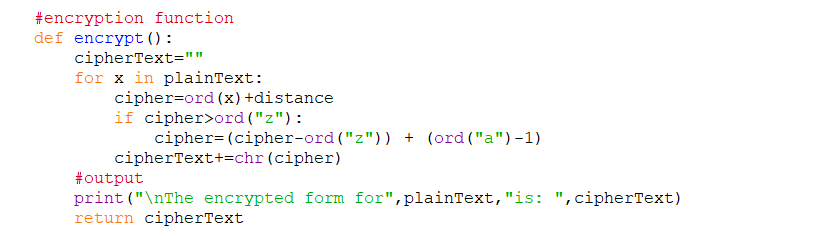 #encryption function
def encrypt():
    cipherText=""
    for x in plainText:
        cipher=ord(x)+distance
        if cipher>ord("z"):
            cipher=(cipher-ord("z")) + (ord("a")-1)
        cipherText+=chr(cipher)
    #output
    print("\nThe encrypted form for",plainText,"is: ",cipherText)
    return cipherText